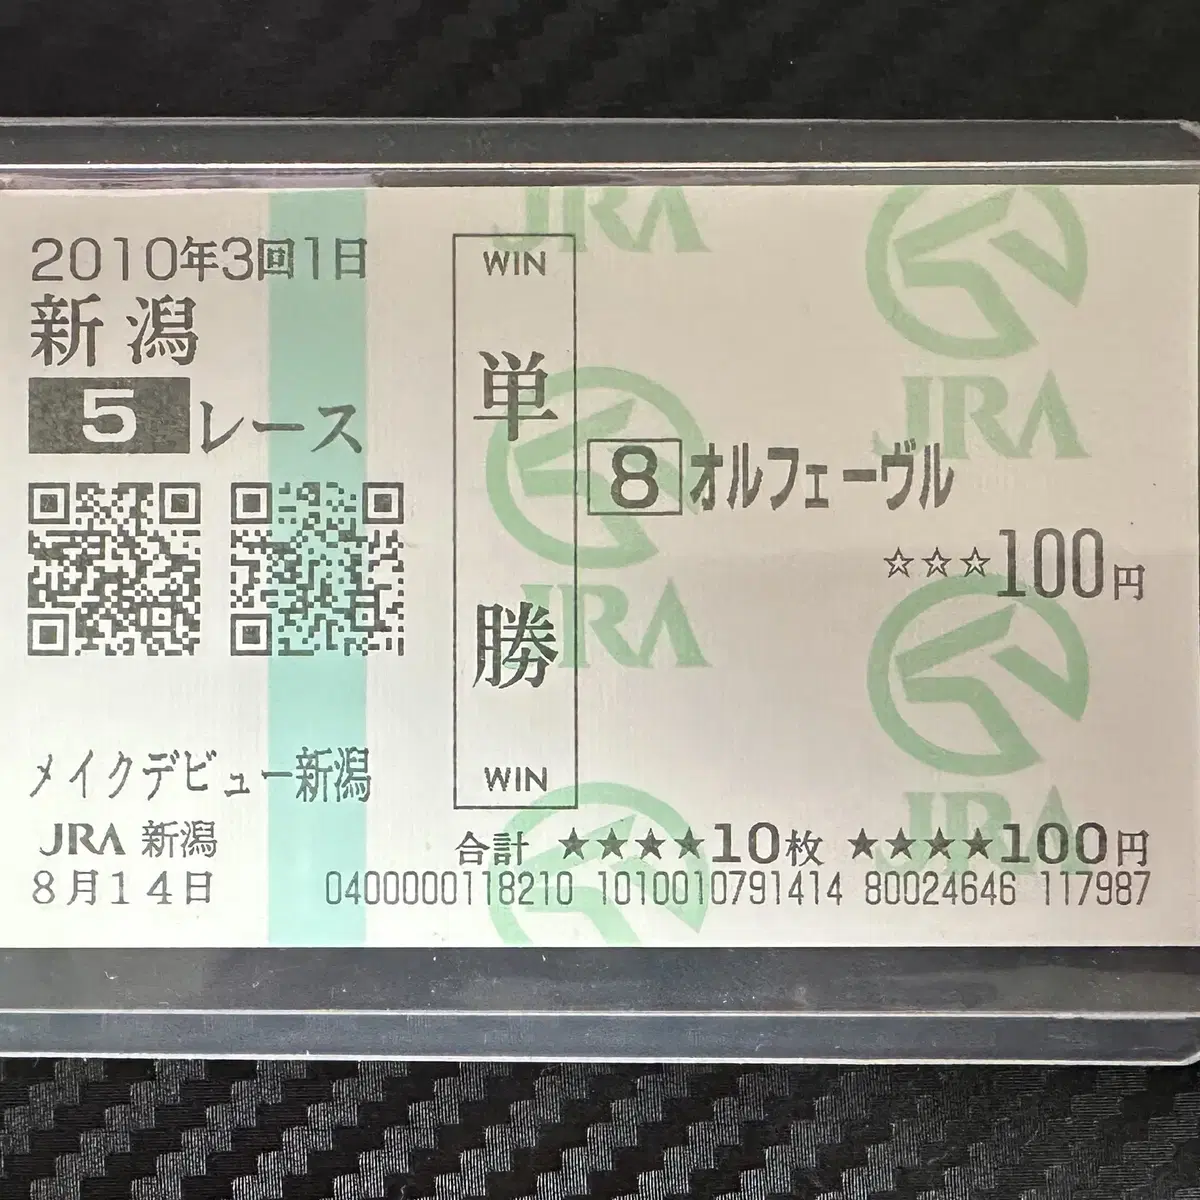 2010年3回1日
新潟
5レース
メイクデビュー新潟
JRA 新潟
8月14日
WIN
単勝
WIN
8 オルフェーヴル
☆☆☆100円
合計 ★★★★10枚 ★★★★100円
0400000118210 1010010791414 80024646 117987
JRA
JRA
JRA
JRA